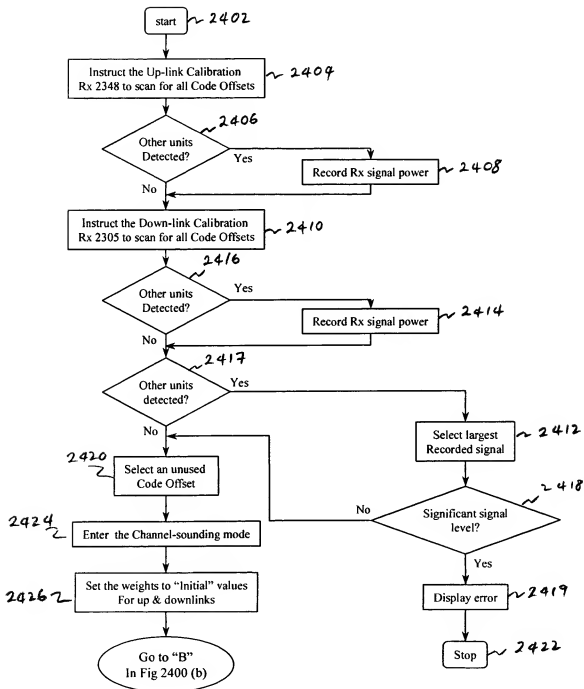 start
2402
Instruct the Up-link Calibration
Rx 2348 to scan for all Code Offsets
2404
2406
Other units
Detected?
Yes
No
Record Rx signal power
2408
Instruct the Down-link Calibration
Rx 2305 to scan for all Code Offsets
2410
2416
Other units
Detected?
Yes
No
Record Rx signal power
2414
2417
Other units
detected?
Yes
No
Select largest
Recorded signal
2412
2420
Select an unused
Code Offset
2418
Significant signal
level?
No
Yes
2424
Enter the Channel-sounding mode
2426
Set the weights to "Initial" values
For up & downlinks
Display error
2419
Go to "B"
In Fig 2400 (b)
Stop
2422